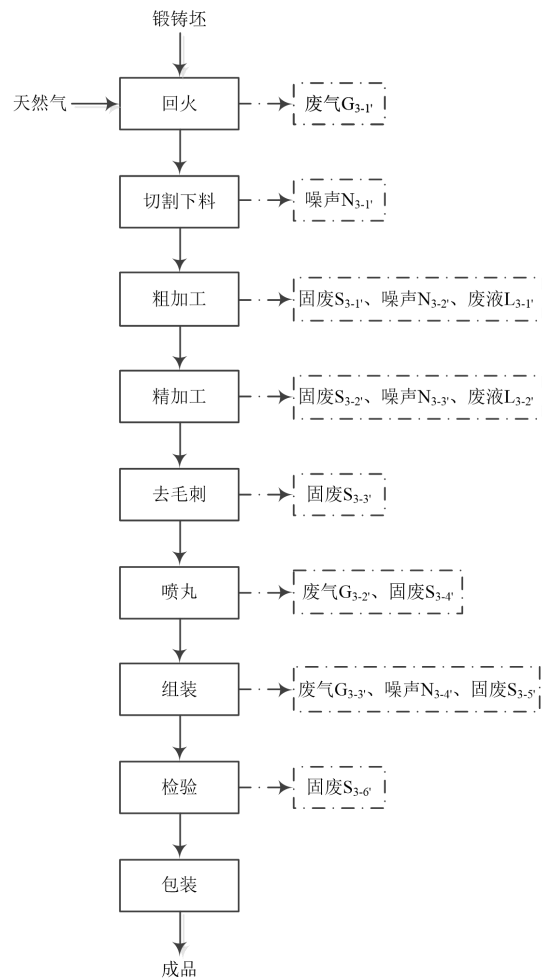 锻铸坯
天然气
回火
废气G3-1'
切割下料
噪声N3-1'
粗加工
固废S3-1'、噪声N3-2'、废液L3-1'
精加工
固废S3-2'、噪声N3-3'、废液L3-2'
去毛刺
固废S3-3'
喷丸
废气G3-2'、固废S3-4'
组装
废气G3-3'、噪声N3-4'、固废S3-5'
检验
固废S3-6'
包装
成品